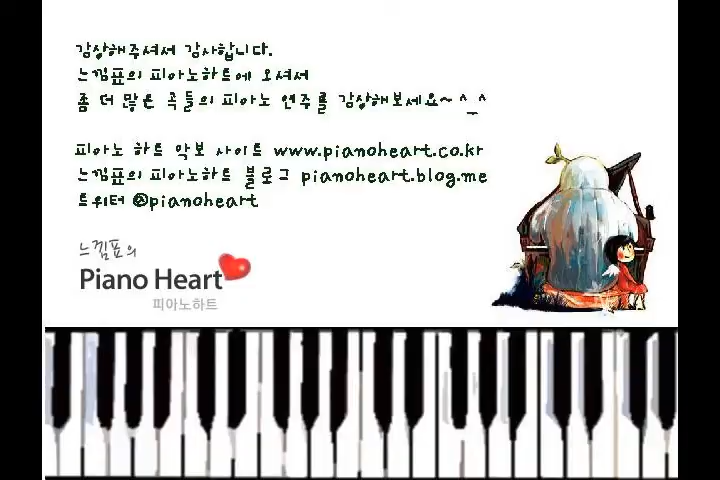 감상해주셔서 감사합니다.
느낌표의 피아노하트에 오셔서
좀 더 많은 곡들의 피아노 연주를 감상해보세요~ ^_^
피아노 하트 악보 사이트 www.pianoheart.co.kr
느낌표의 피아노하트 블로그 pianoheart.blog.me
트위터 @pianoheart
느낌표의
Piano Heart
피아노하트